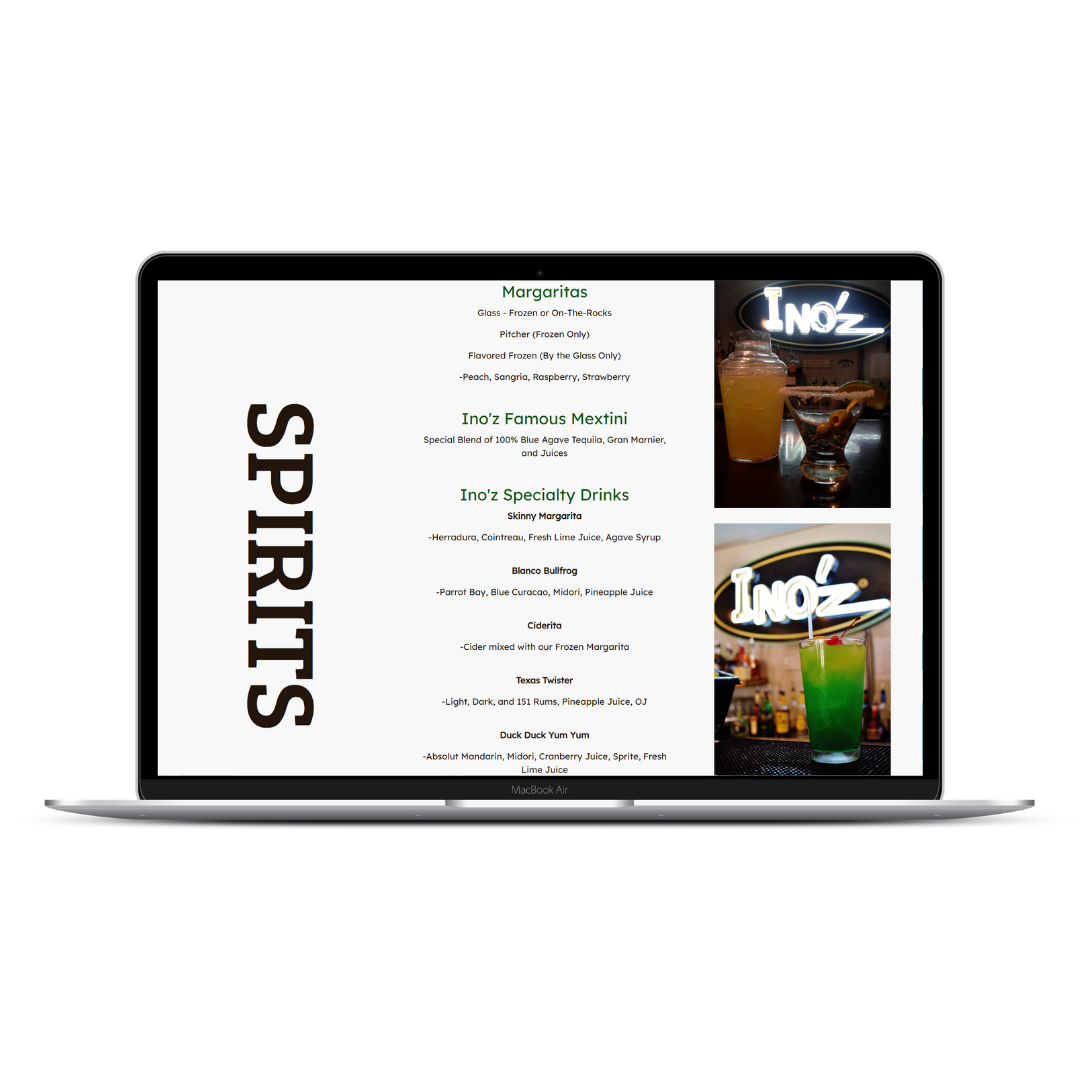 SPIRITS
Margaritas
Glass - Frozen or On-The-Rocks
Pitcher (Frozen Only)
Flavored Frozen (By the Glass Only)
-Peach, Sangria, Raspberry, Strawberry
Ino'z Famous Mextini
Special Blend of 100% Blue Agave Tequila, Gran Marnier,
and Juices
Ino'z Specialty Drinks
Skinny Margarita
-Herradura, Cointreau, Fresh Lime Juice, Agave Syrup
Blanco Bullfrog
-Parrot Bay, Blue Curacao, Midori, Pineapple Juice
Ciderita
-Cider mixed with our Frozen Margarita
Texas Twister
-Light, Dark, and 151 Rums, Pineapple Juice, OJ
Duck Duck Yum Yum
-Absolut Mandarin, Midori, Cranberry Juice, Sprite, Fresh
Lime Juice
INO'Z
INO'Z
MacBook Air